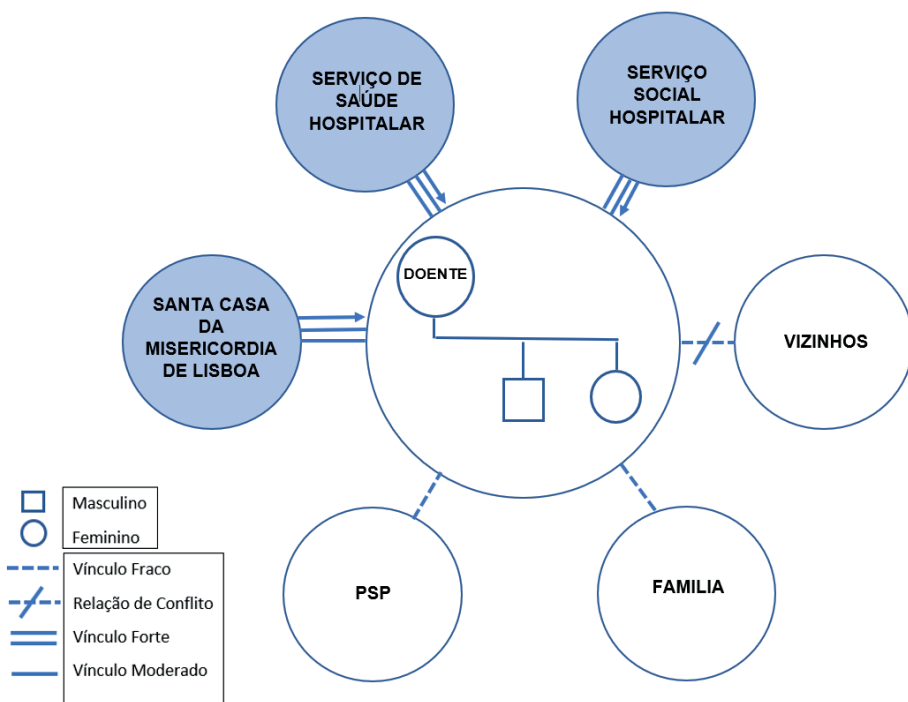 SERVIÇO DE
SAÚDE
HOSPITALAR
SERVIÇO
SOCIAL
HOSPITALAR
DOENTE
SANTA CASA
DA
MISERICORDIA
DE LISBOA
VIZINHOS
PSP
FAMILIA
Masculino
Feminino
Vínculo Fraco
Relação de Conflito
Vínculo Forte
Vínculo Moderado